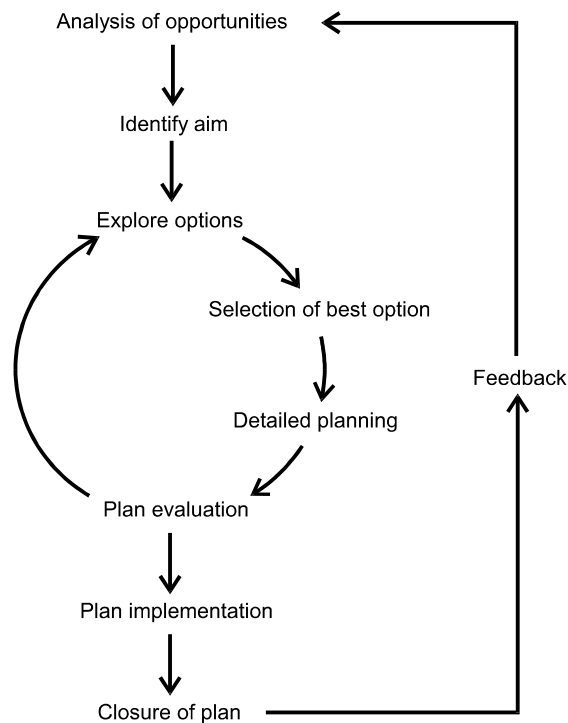 Analysis of opportunities
Identify aim
Explore options
Selection of best option
Feedback
Detailed planning
Plan evaluation
Plan implementation
Closure of plan